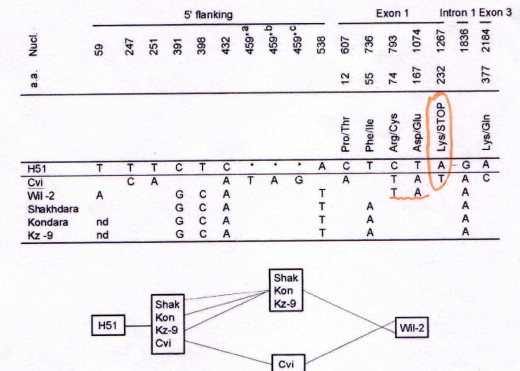 5' flanking Exon 1 Intron 1 Exon 3
Nucl. 59 247 251 391 398 432 459*a 459*b 459*c 538 607 736 793 1074 1267 1836 2184
a.a. 12 55 74 167 232 377
Pro/Thr Phe/Ile Arg/Cys Asp/Glu Lys/STOP Lys/Gln
H51 T T T C T C * * * A C T C T A G A
Cvi C A A T A G A T A T A C
Wil-2 A G C A T T A A
Shakhdara G C A T A A
Kondara nd G C A T A A
Kz-9 nd G C A T A A
H51
Shak
Kon
Kz-9
Cvi
Shak
Kon
Kz-9
Cvi
Wil-2